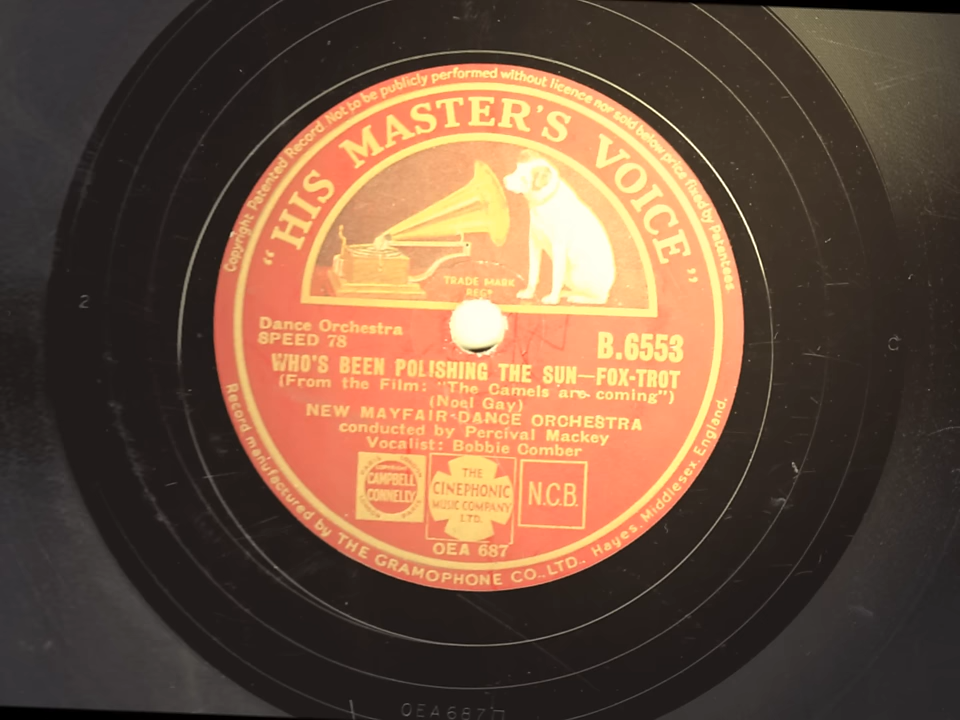 Copyright Patented Record. Not to be publicly performed without licence nor sold below price fixed by Patentees.
"HIS MASTER'S VOICE"
TRADE MARK
REGD
Dance Orchestra
SPEED 78
B.6553
WHO'S BEEN POLISHING THE SUN—FOX-TROT
(From the Film: "The Camels are coming")
(Noel Gay)
NEW MAYFAIR DANCE ORCHESTRA
conducted by Percival Mackey
Vocalist: Bobbie Comber
CAMPBELL
CONNELLY
THE
CINEPHONIC
MUSIC COMPANY
LTD.
N.C.B.
OEA 687
Record manufactured by THE GRAMOPHONE CO., LTD., Hayes, Middlesex, England.
2
OEA687